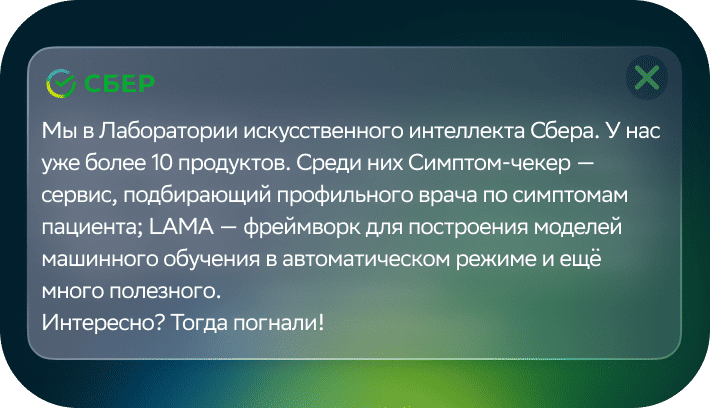 СБЕР
Мы в Лаборатории искусственного интеллекта Сбера. У нас
уже более 10 продуктов. Среди них Симптом-чекер —
сервис, подбирающий профильного врача по симптомам
пациента; LAMA — фреймворк для построения моделей
машинного обучения в автоматическом режиме и ещё
много полезного.
Интересно? Тогда погнали!